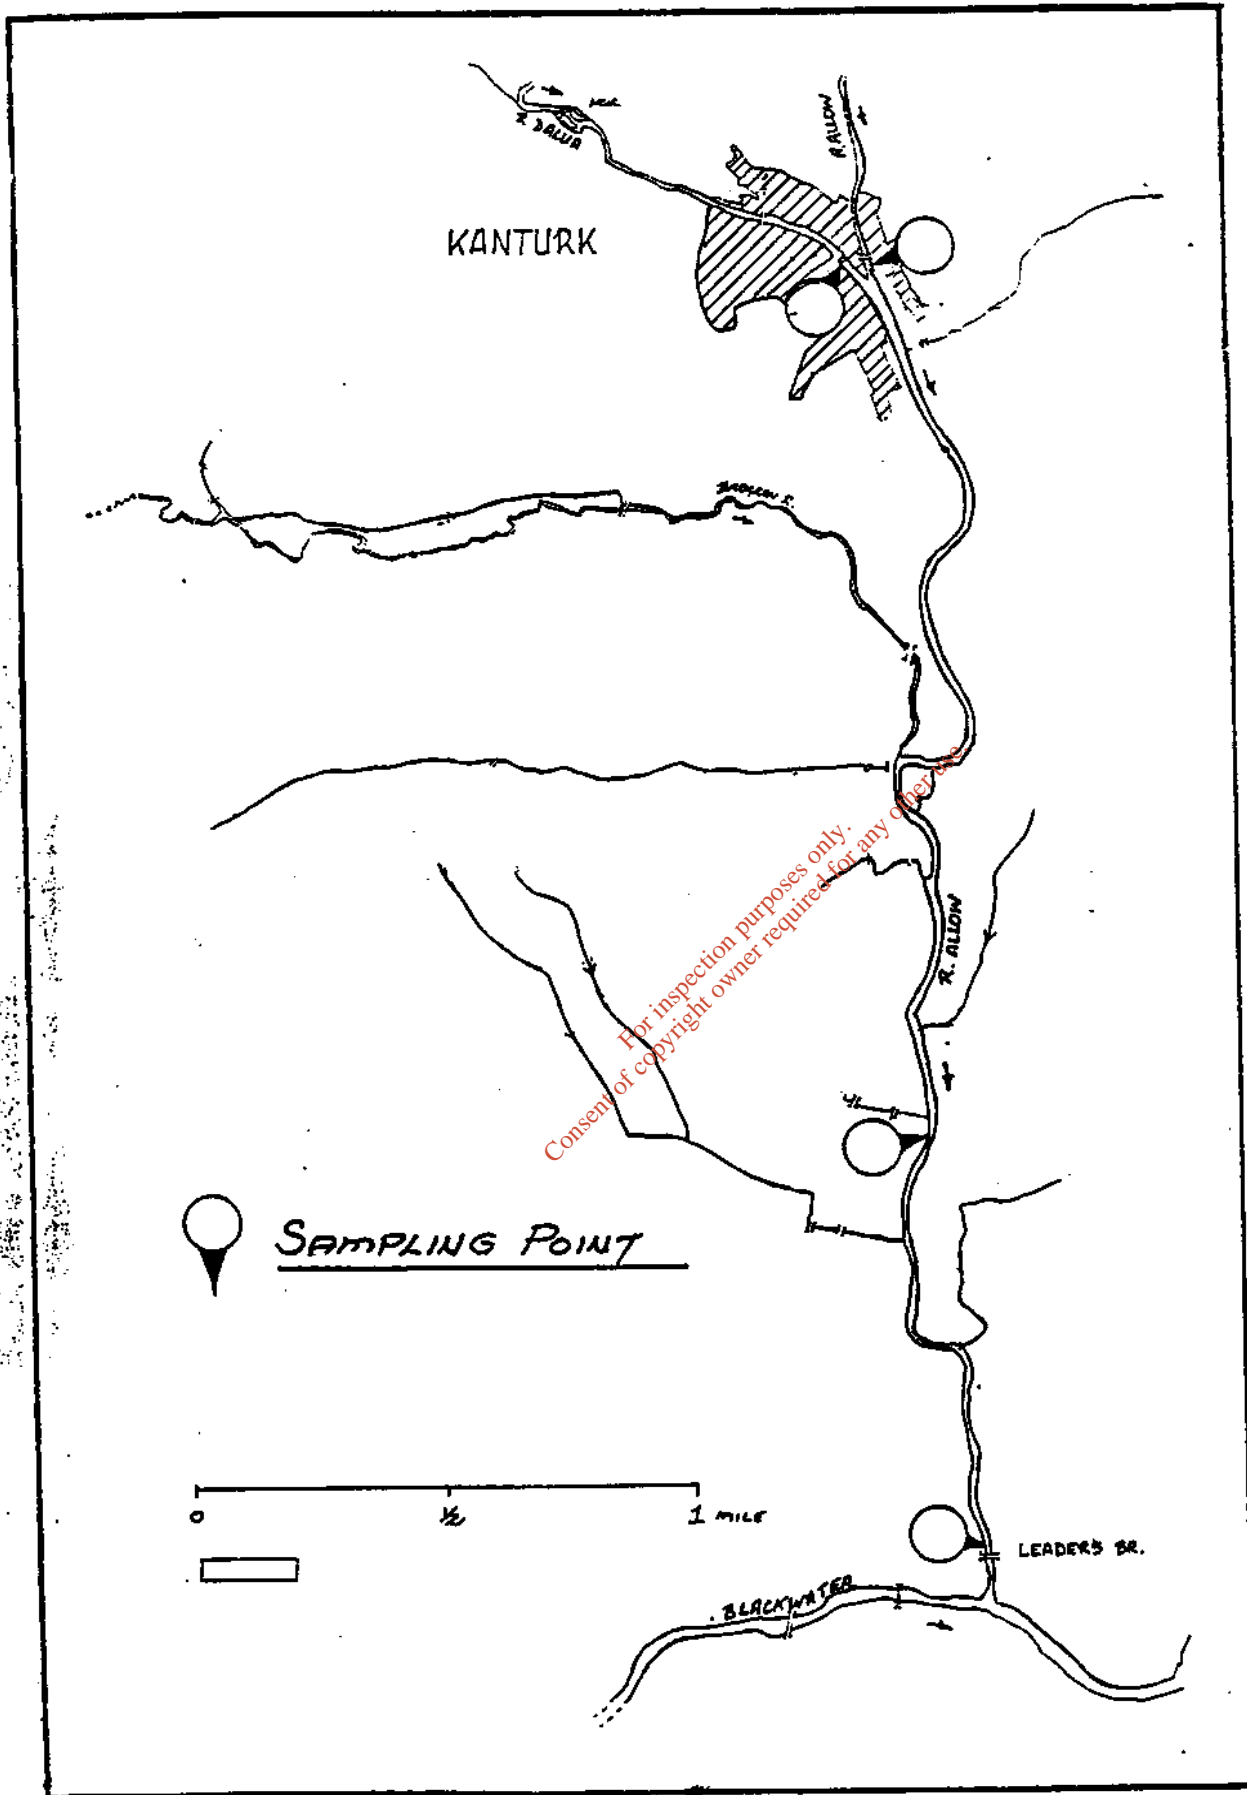 R. DALUA
R. ALLOW
KANTURK
R. ALLOW
For inspection purposes only.
Consent of copyright owner required for any other use.
SAMPLING POINT
0 ½ 1 MILE
LEADER'S BR.
BLACKWATER